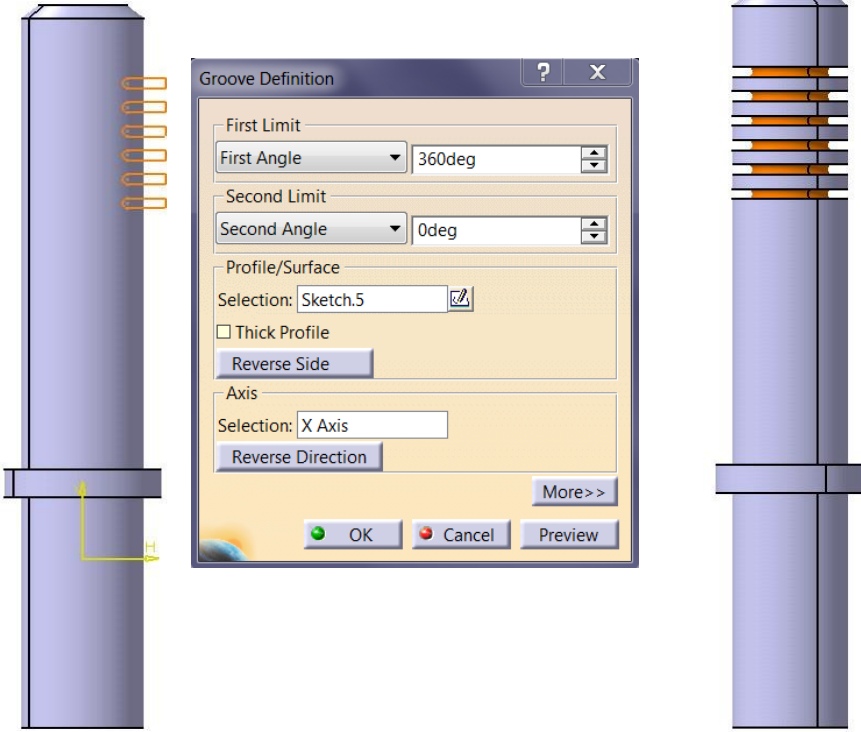 Groove Definition
?
X
First Limit
First Angle
360deg
Second Limit
Second Angle
0deg
Profile/Surface
Selection: Sketch.5
Thick Profile
Reverse Side
Axis
Selection: X Axis
Reverse Direction
More>>
OK Cancel Preview
H